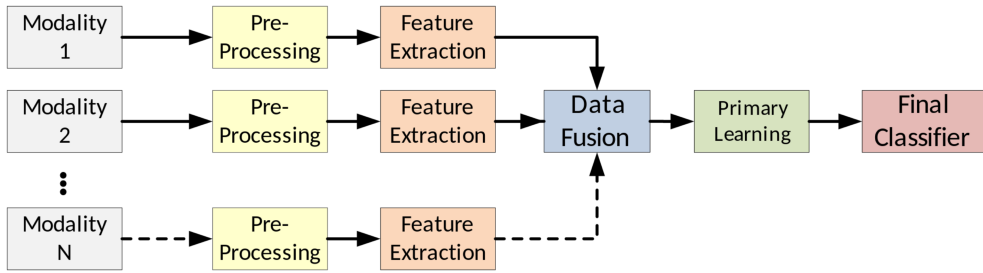 Modality
1
Pre-
Processing
Feature
Extraction
Modality
2
Pre-
Processing
Feature
Extraction
Data
Fusion
Primary
Learning
Final
Classifier
Modality
N
Pre-
Processing
Feature
Extraction